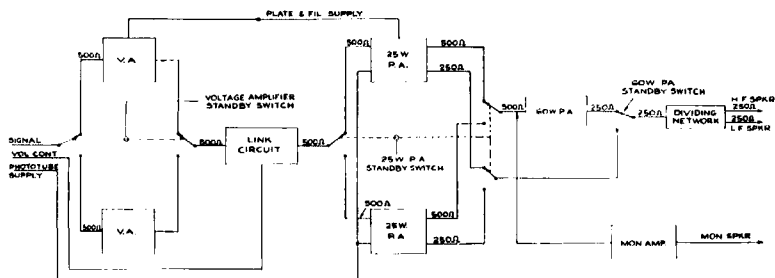 PLATE & FIL SUPPLY
500Ω
V.A.
VOLTAGE AMPLIFIER
STANDBY SWITCH
SIGNAL
VOL CONT.
PHOTOTUBE
SUPPLY
500Ω
LINK
CIRCUIT
500Ω
500Ω
V.A.
500Ω
25W
P.A.
500Ω
250Ω
25W P.A.
STANDBY SWITCH
500Ω
25W.
P.A.
500Ω
250Ω
500Ω
60W P.A.
250Ω
60W PA
STANDBY SWITCH
250Ω
DIVIDING
NETWORK
H F SPKR
250Ω
250Ω
L F SPKR
MON AMP.
MON SPKR